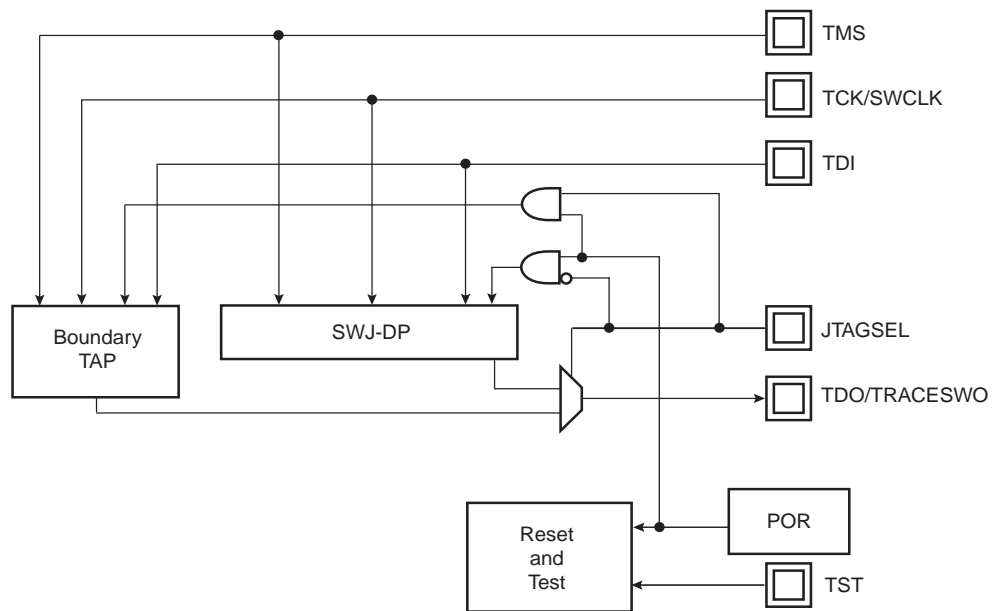 TMS
TCK/SWCLK
TDI
Boundary
TAP
SWJ-DP
JTAGSEL
TDO/TRACESWO
Reset
and
Test
POR
TST